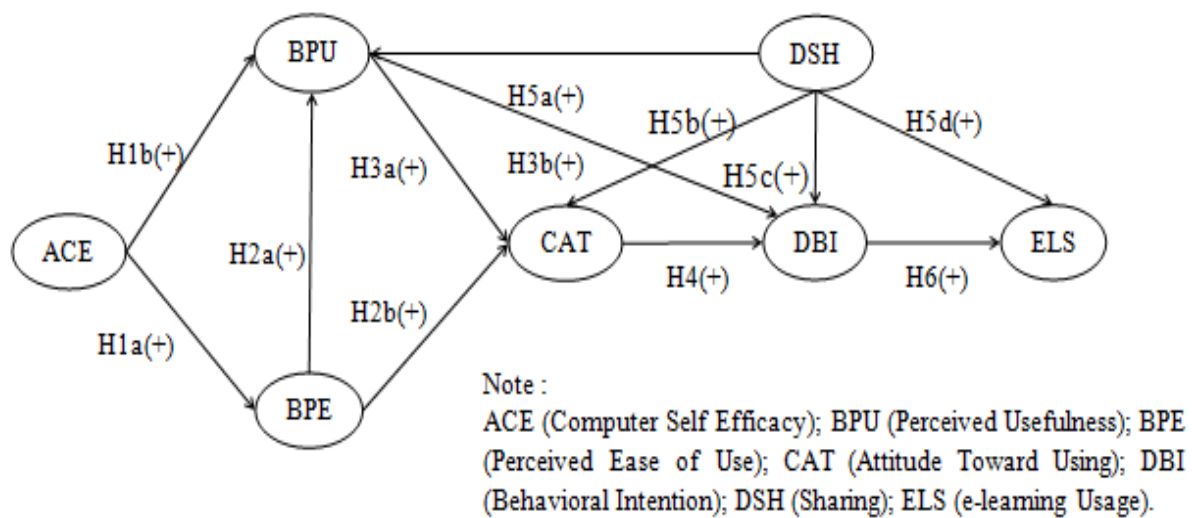 BPU
DSH
H5a(+)
H5b(+)
H5d(+)
H1b(+)
H3a(+)
H3b(+)
H5c(+)
ACE
H2a(+)
CAT
DBI
ELS
H4(+)
H6(+)
H2b(+)
H1a(+)
BPE
Note :
ACE (Computer Self Efficacy); BPU (Perceived Usefulness); BPE
(Perceived Ease of Use); CAT (Attitude Toward Using); DBI
(Behavioral Intention); DSH (Sharing); ELS (e-learning Usage).